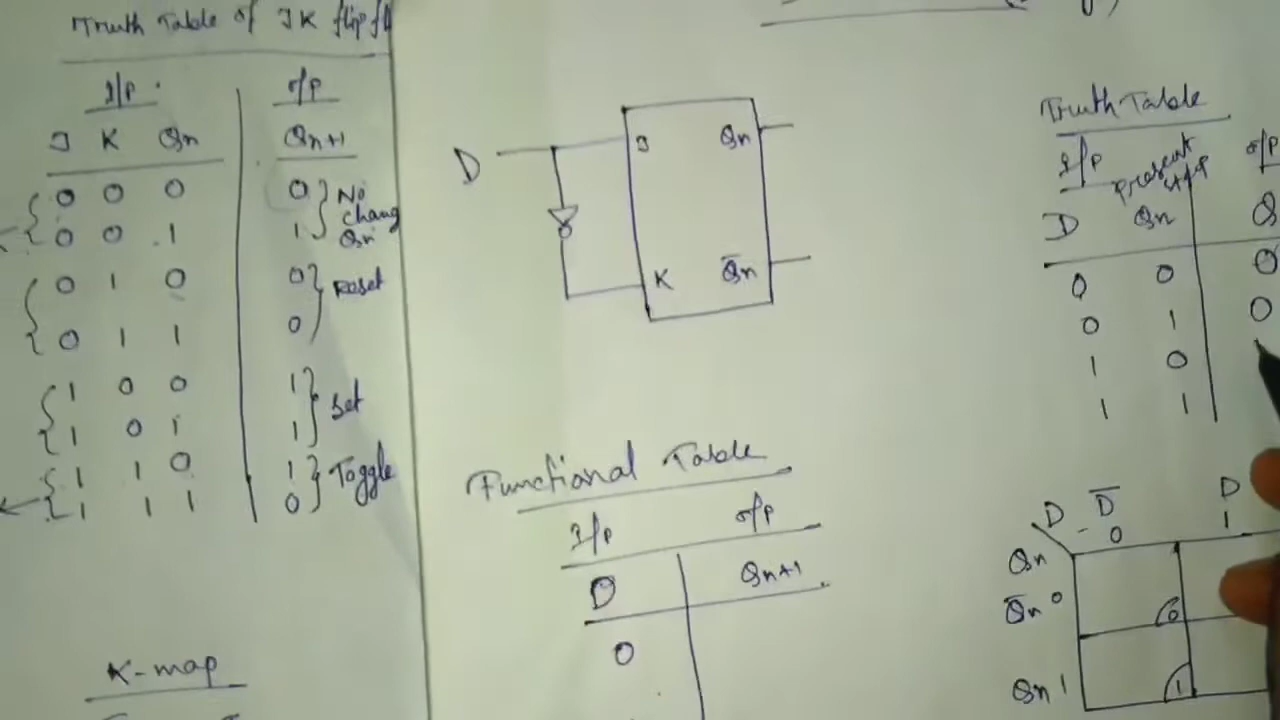 Truth Table of JK flip fl
I/P O/P
J K Qn Qn+1
0 0 0 0 No
change
0 0 1 1 Qn
0 1 0 0 Reset
0 1 1 0
1 0 0 1 Set
1 0 1 1
1 1 0 1 Toggle
1 1 1 0
K-map
D J Qn
K Q̅n
Functional Table
I/P O/P
D Qn+1
0
Truth Table
I/P present O/P
D Qn Q
0 0 0
0 1 0
1 0
1 1
D D̅ D
0 1
Qn
Q̅n 0 0
Qn 1 1